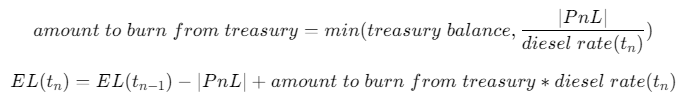 amount to burn from treasury = min(treasury balance, |PnL| / diesel rate(t_n))
EL(t_n) = EL(t_{n−1}) − |PnL| + amount to burn from treasury ∗ diesel rate(t_n)